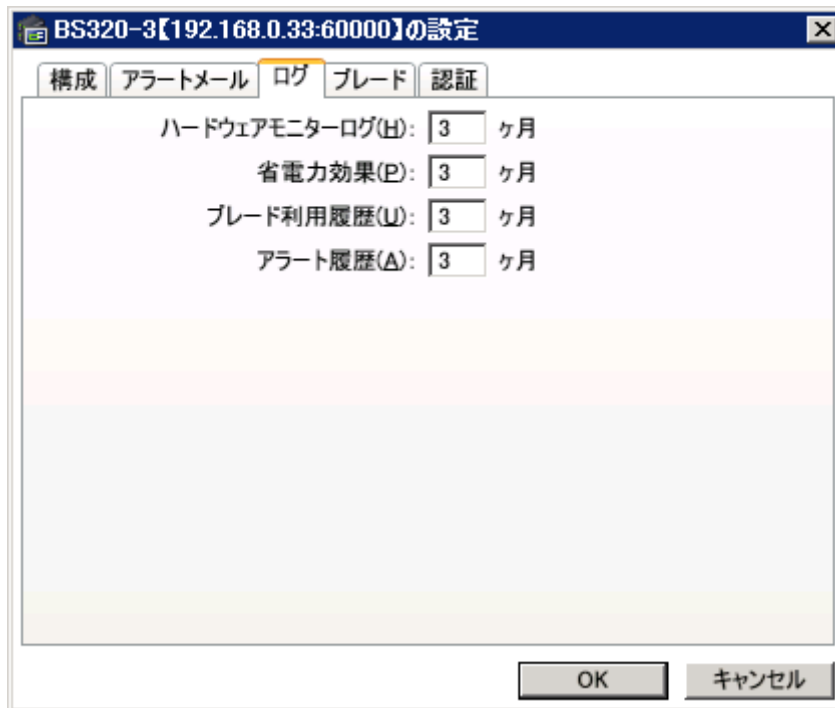 BS320-3【192.168.0.33:60000】の設定
構成 アラートメール ログ ブレード 認証
ハードウェアモニターログ(H): 3 ヶ月
省電力効果(P): 3 ヶ月
ブレード利用履歴(U): 3 ヶ月
アラート履歴(A): 3 ヶ月
OK キャンセル